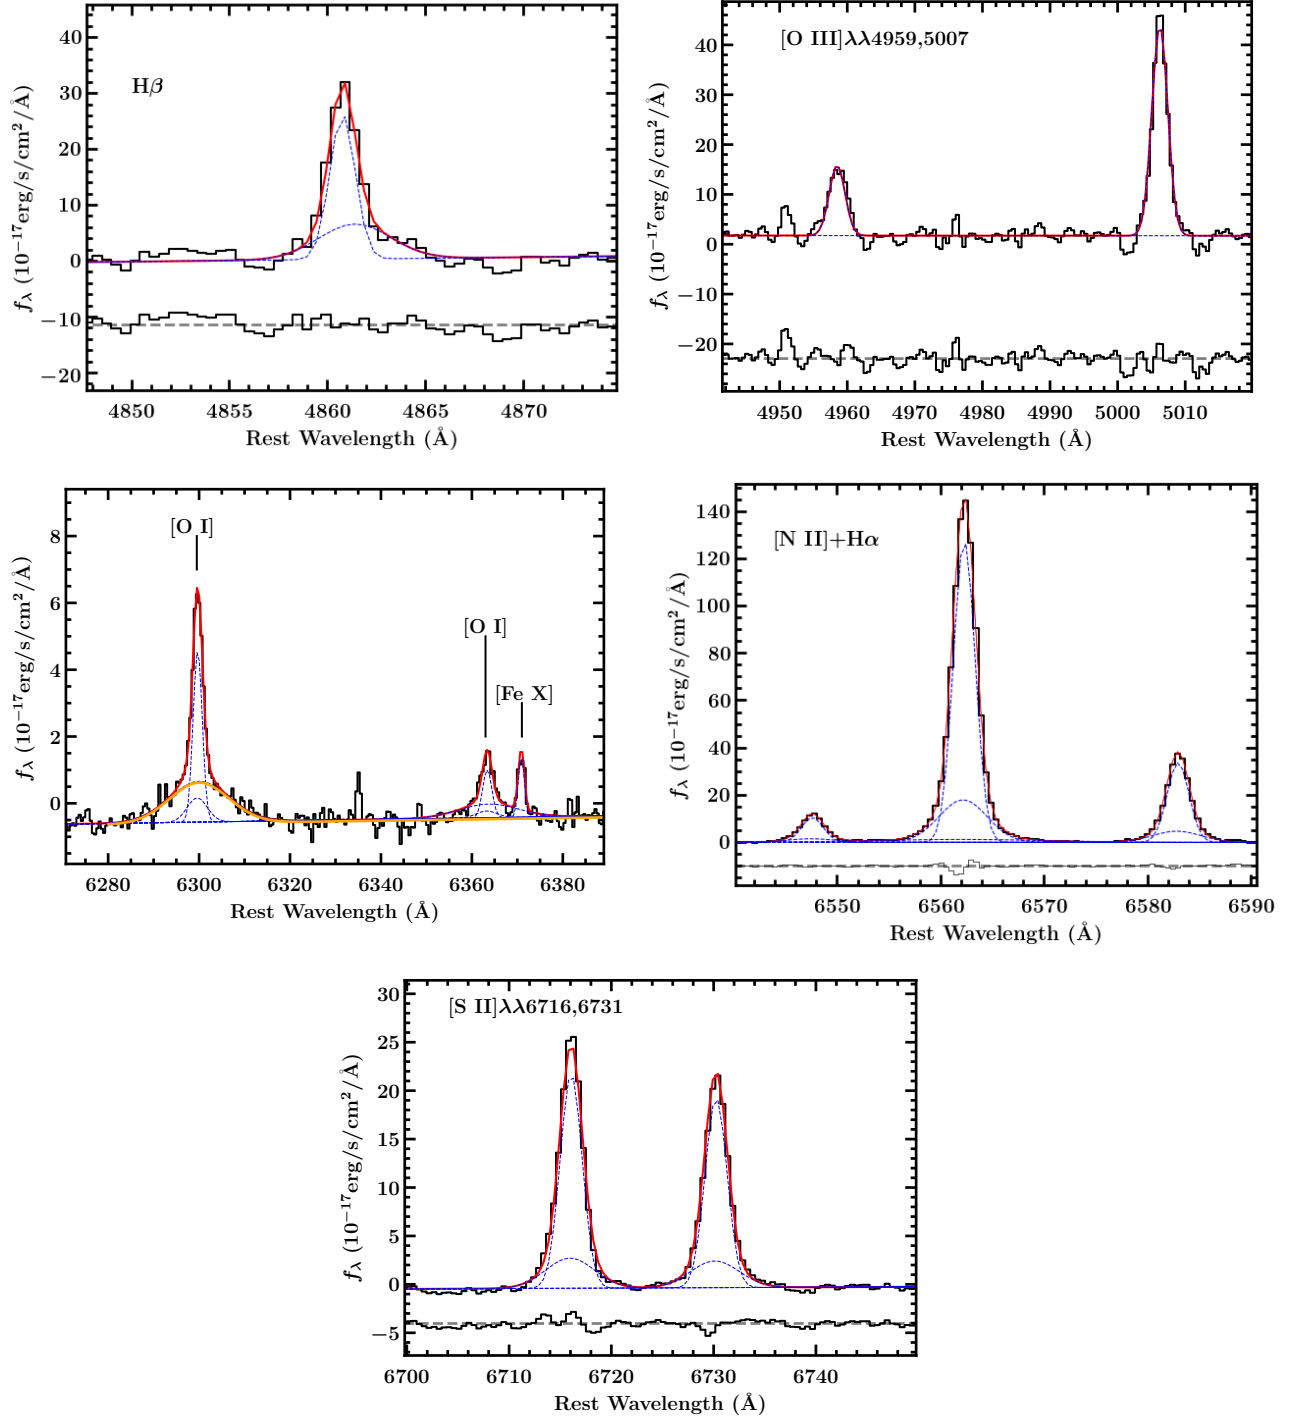 Hβ
40
30
20
10
0
−10
−20
4850 4855 4860 4865 4870
Rest Wavelength (Å)
fλ (10⁻¹⁷erg/s/cm²/Å)
[O III]λλ4959,5007
40
30
20
10
0
−10
−20
4950 4960 4970 4980 4990 5000 5010
Rest Wavelength (Å)
fλ (10⁻¹⁷erg/s/cm²/Å)
[O I]
[O I]
[Fe X]
8
6
4
2
0
6280 6300 6320 6340 6360 6380
Rest Wavelength (Å)
fλ (10⁻¹⁷erg/s/cm²/Å)
[N II]+Hα
140
120
100
80
60
40
20
0
6550 6560 6570 6580 6590
Rest Wavelength (Å)
fλ (10⁻¹⁷erg/s/cm²/Å)
[S II]λλ6716,6731
30
25
20
15
10
5
0
−5
6700 6710 6720 6730 6740
Rest Wavelength (Å)
fλ (10⁻¹⁷erg/s/cm²/Å)